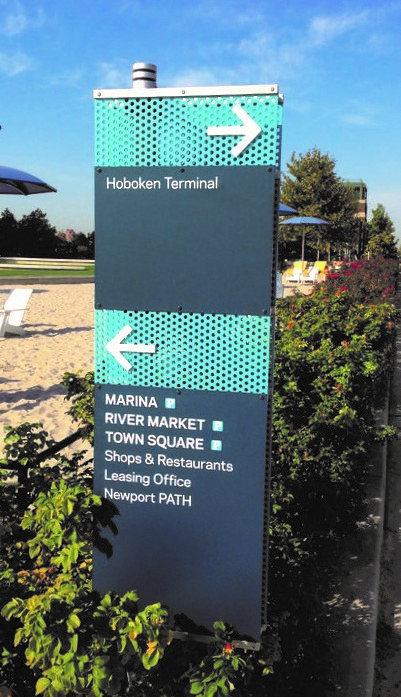 Hoboken Terminal
MARINA P
RIVER MARKET P
TOWN SQUARE P
Shops & Restaurants
Leasing Office
Newport PATH